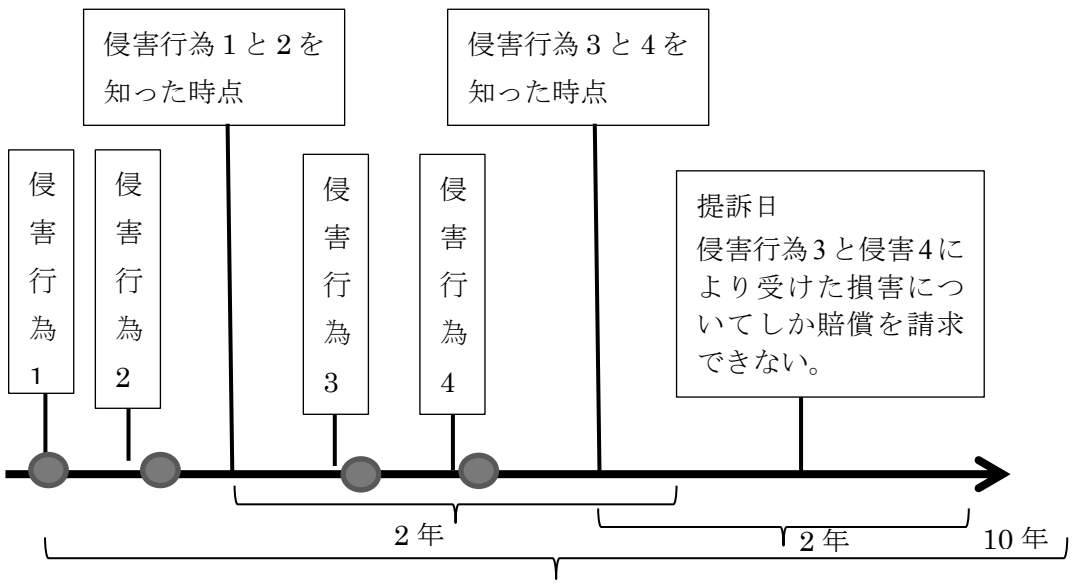 侵害行為1と2を
知った時点
侵害行為3と4を
知った時点
侵害行為1
侵害行為2
侵害行為3
侵害行為4
提訴日
侵害行為3と侵害4に
より受けた損害につ
いてしか賠償を請求
できない。
2年
2年
10年